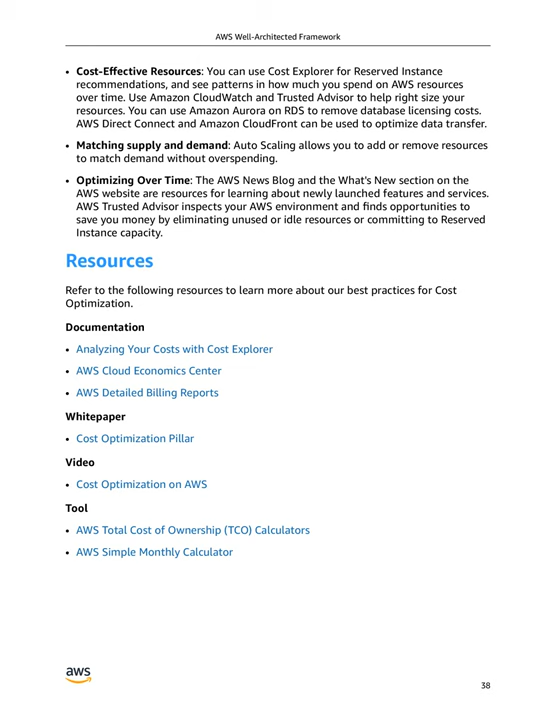 AWS Well-Architected Framework
• Cost-Effective Resources: You can use Cost Explorer for Reserved Instance
recommendations, and see patterns in how much you spend on AWS resources
over time. Use Amazon CloudWatch and Trusted Advisor to help right size your
resources. You can use Amazon Aurora on RDS to remove database licensing costs.
AWS Direct Connect and Amazon CloudFront can be used to optimize data transfer.
• Matching supply and demand: Auto Scaling allows you to add or remove resources
to match demand without overspending.
• Optimizing Over Time: The AWS News Blog and the What's New section on the
AWS website are resources for learning about newly launched features and services.
AWS Trusted Advisor inspects your AWS environment and finds opportunities to
save you money by eliminating unused or idle resources or committing to Reserved
Instance capacity.
Resources
Refer to the following resources to learn more about our best practices for Cost
Optimization.
Documentation
• Analyzing Your Costs with Cost Explorer
• AWS Cloud Economics Center
• AWS Detailed Billing Reports
Whitepaper
• Cost Optimization Pillar
Video
• Cost Optimization on AWS
Tool
• AWS Total Cost of Ownership (TCO) Calculators
• AWS Simple Monthly Calculator
aws
38